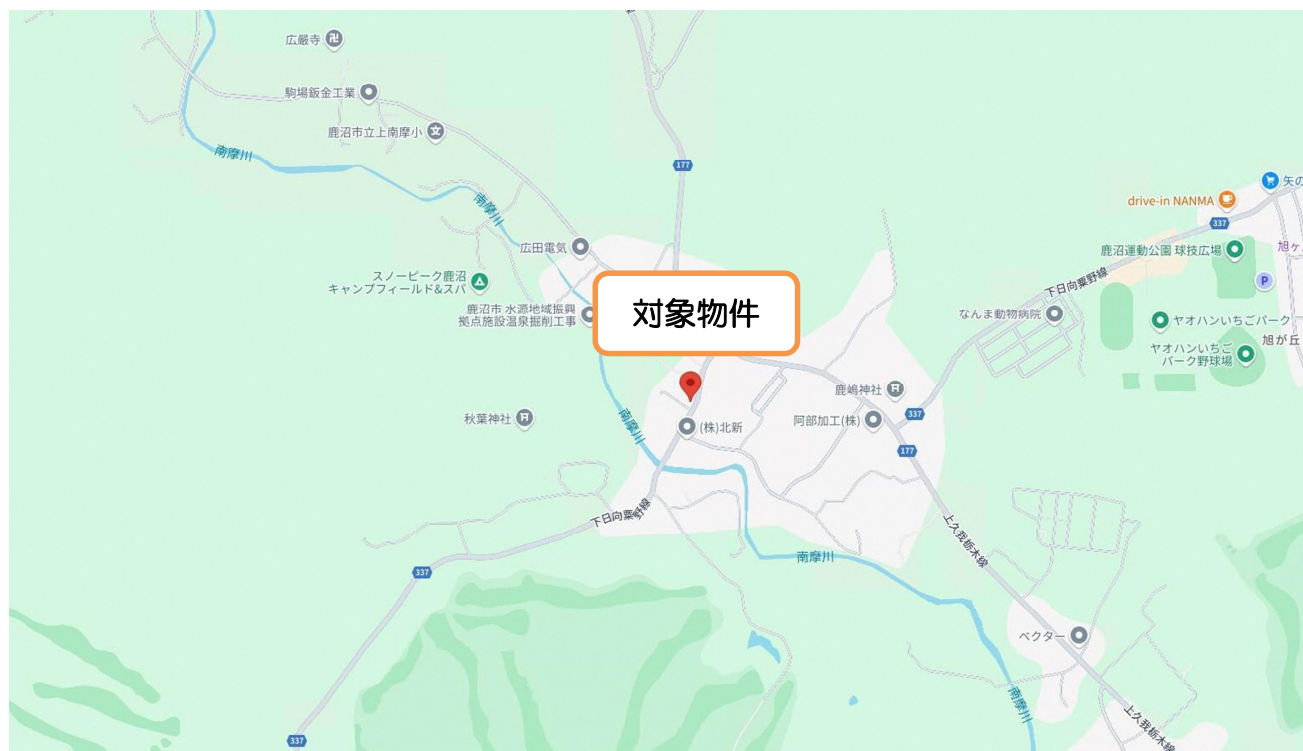 広厳寺
駒場鈑金工業
鹿沼市立上南摩小
文
南摩川
177
南摩川
矢の
drive-in NANMA
337
広田電気
鹿沼運動公園 球技広場
旭ヶ
スノーピーク鹿沼
キャンプフィールド&スパ
下日向粟野線
P
鹿沼市 水源地域振興
拠点施設温泉掘削工事
対象物件
なんま動物病院
ヤオハンいちごパーク
旭が丘
ヤオハンいちご
パーク野球場
鹿嶋神社
秋葉神社
南摩川
(株)北新
阿部加工(株)
337
177
下日向粟野線
上久我栃木線
南摩川
337
ベクター
南摩川
上久我栃木線
337